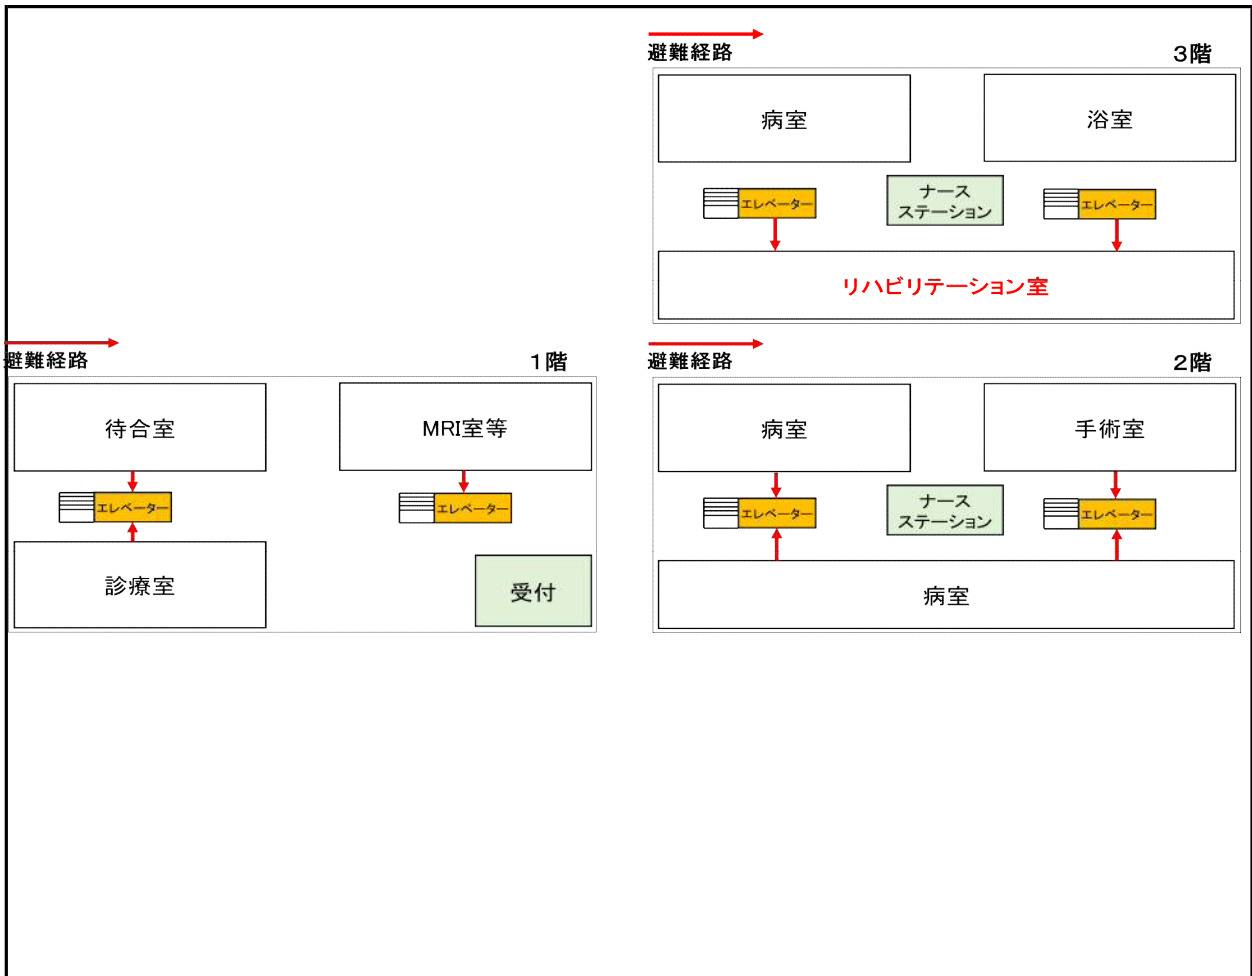 避難経路
3階
病室
浴室
エレベーター
ナース
ステーション
エレベーター
リハビリテーション室
避難経路
1階
待合室
MRI室等
エレベーター
エレベーター
診療室
受付
避難経路
2階
病室
手術室
エレベーター
ナース
ステーション
エレベーター
病室